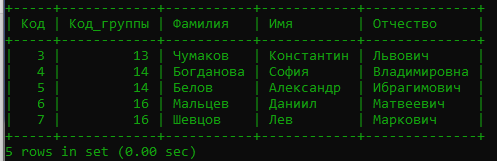 +-----+------------+-----------+------------+--------------+
| Код | Код_группы | Фамилия   | Имя        | Отчество     |
+-----+------------+-----------+------------+--------------+
|   3 |         13 | Чумаков   | Константин | Львович      |
|   4 |         14 | Богданова | София      | Владимировна |
|   5 |         14 | Белов     | Александр  | Ибрагимович  |
|   6 |         16 | Мальцев   | Даниил     | Матвеевич    |
|   7 |         16 | Шевцов    | Лев        | Маркович     |
+-----+------------+-----------+------------+--------------+
5 rows in set (0.00 sec)